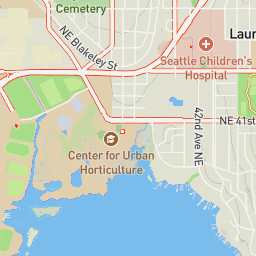 Cemetery
NE Blakeley St
Laur
Seattle Children's
Hospital
42nd Ave NE
NE 41st
Center for Urban
Horticulture